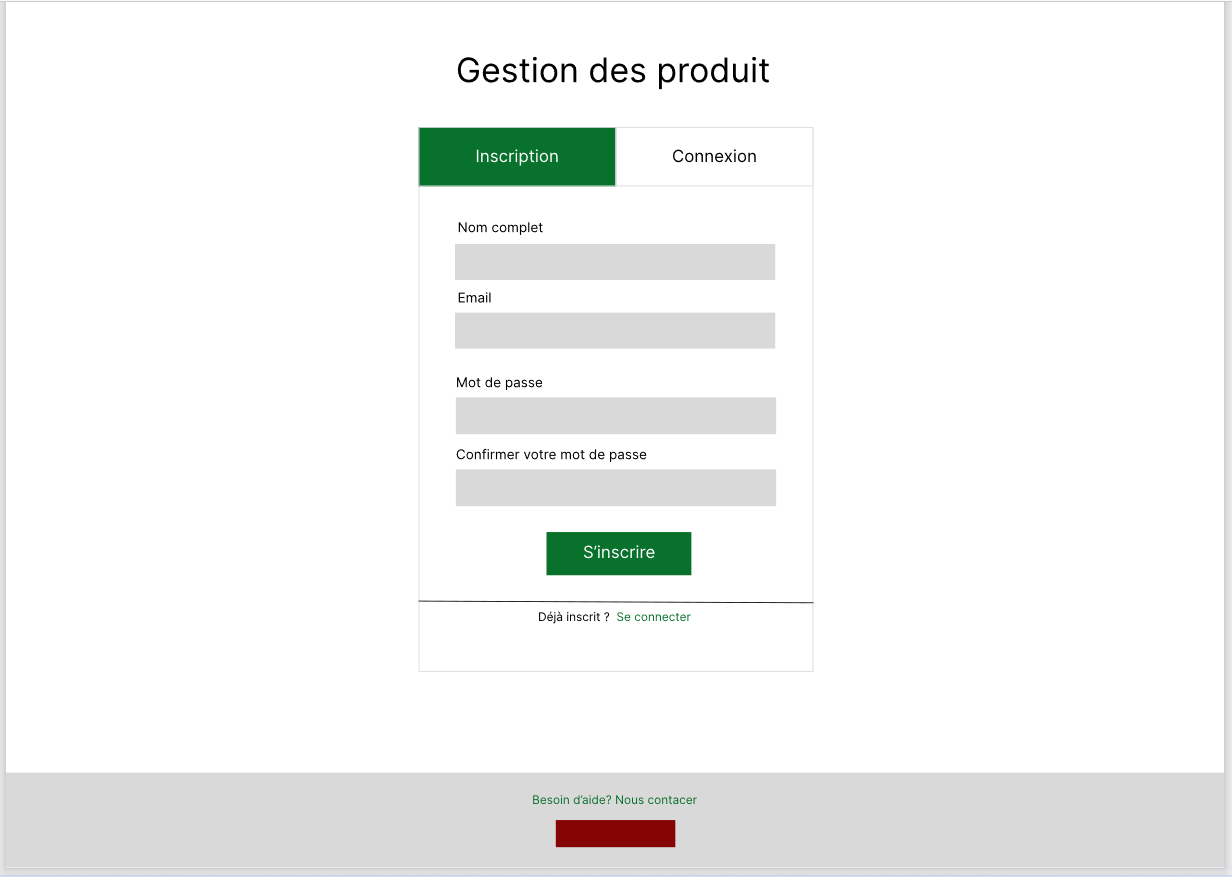 Gestion des produit
Inscription
Connexion
Nom complet
Email
Mot de passe
Confirmer votre mot de passe
S’inscrire
Déjà inscrit ? Se connecter
Besoin d’aide? Nous contacer